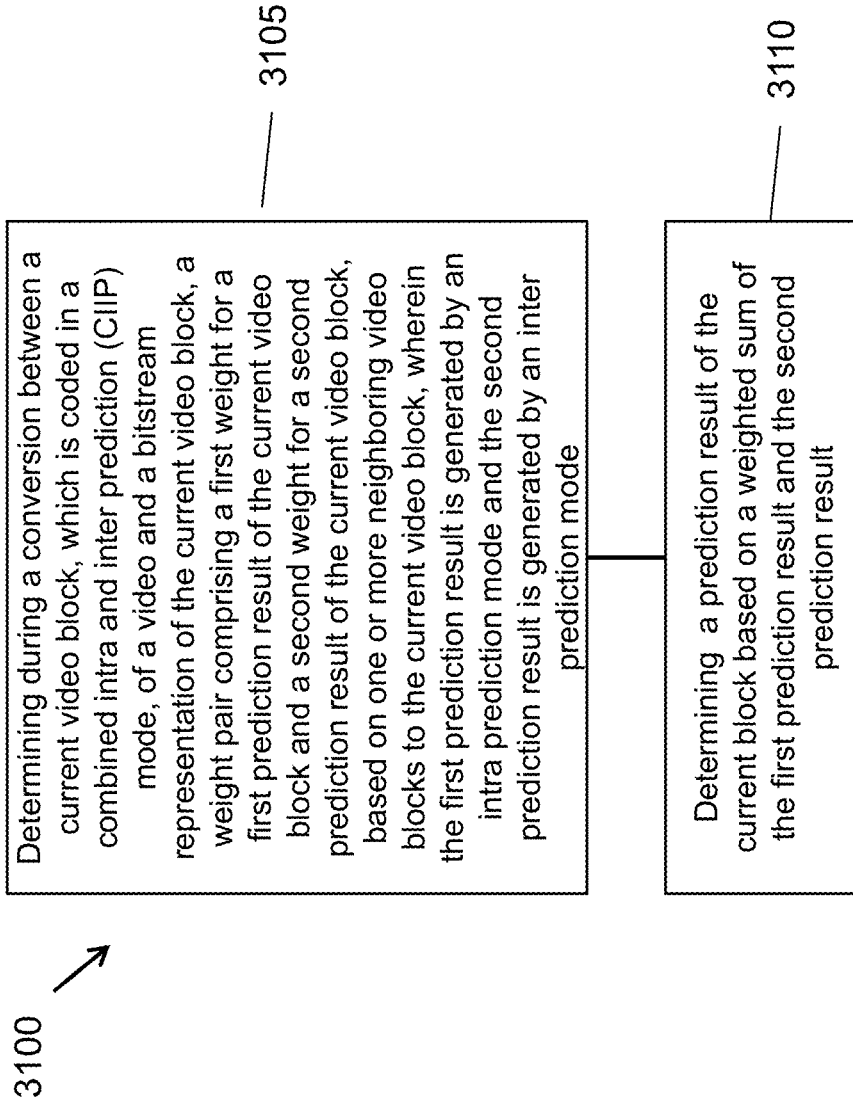 3100
Determining during a conversion between a
current video block, which is coded in a
combined intra and inter prediction (CIIP)
mode, of a video and a bitstream
representation of the current video block, a
weight pair comprising a first weight for a
first prediction result of the current video
block and a second weight for a second
prediction result of the current video block,
based on one or more neighboring video
blocks to the current video block, wherein
the first prediction result is generated by an
intra prediction mode and the second
prediction result is generated by an inter
prediction mode
3105
Determining a prediction result of the
current block based on a weighted sum of
the first prediction result and the second
prediction result
3110